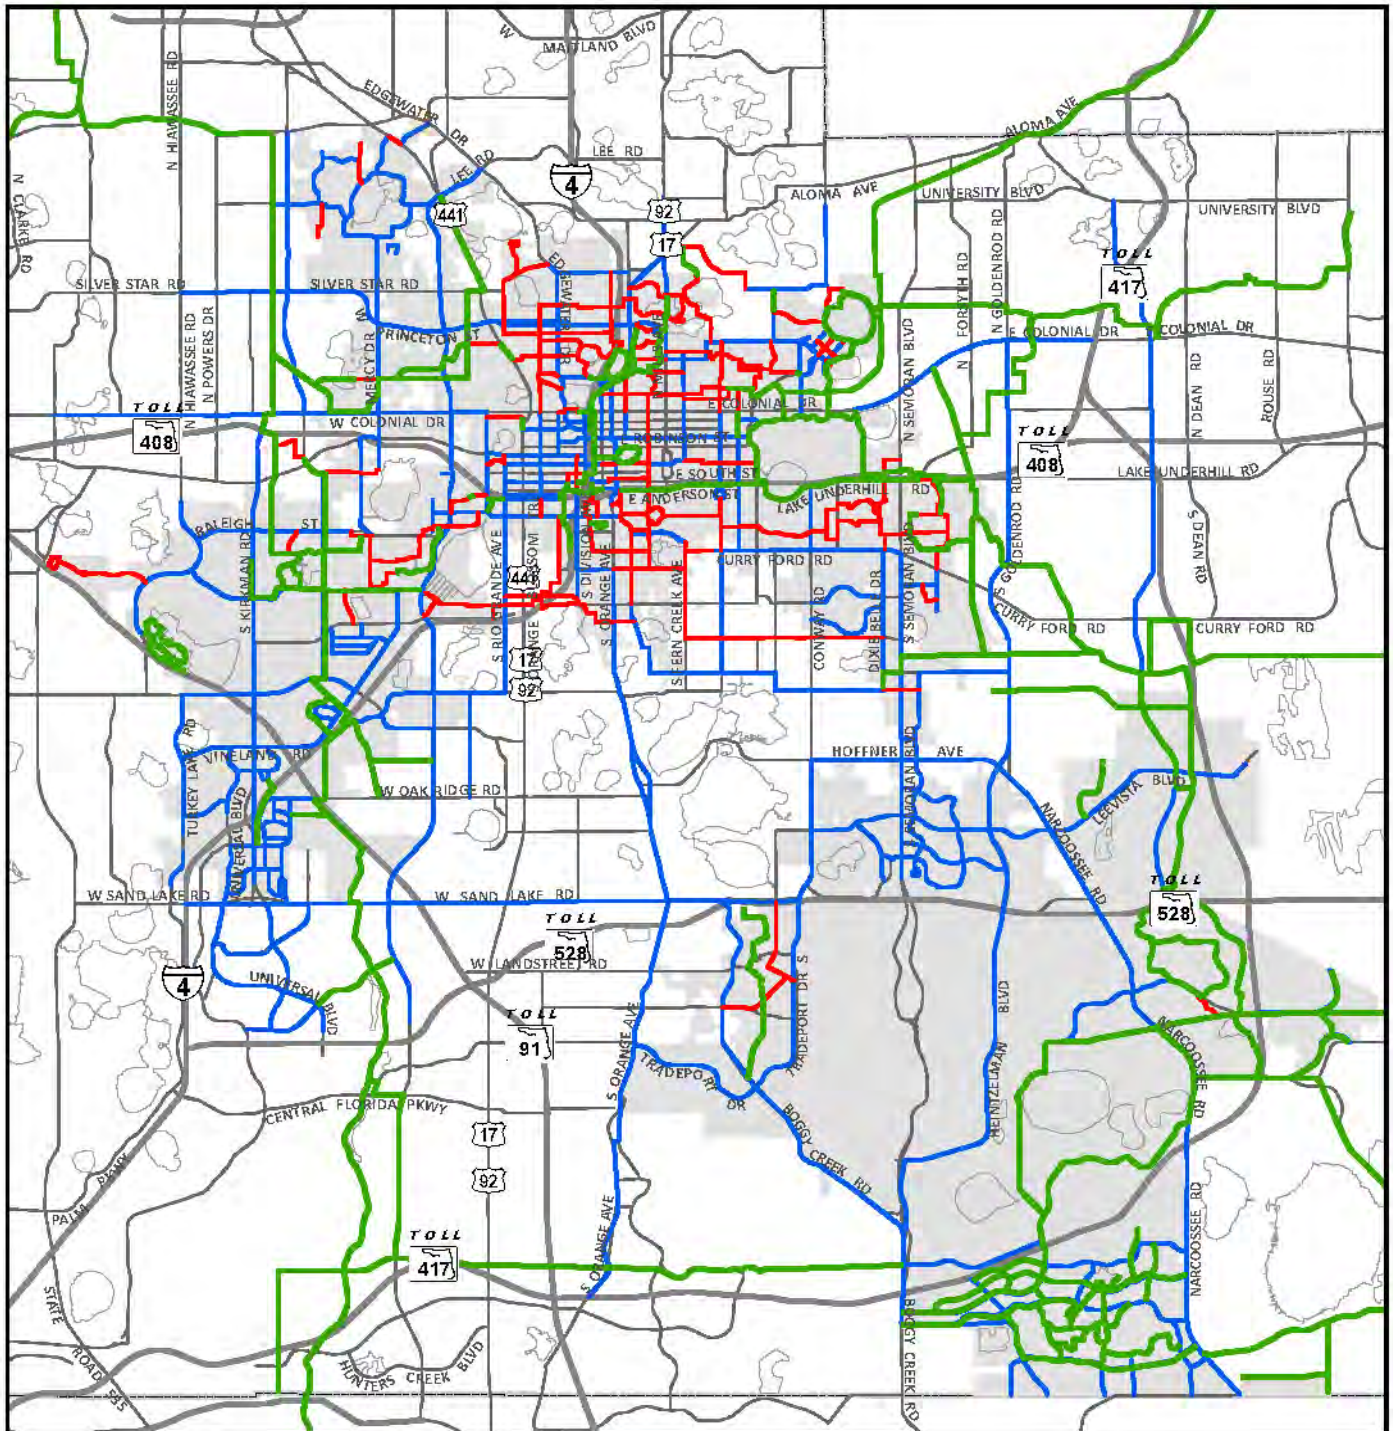 W
MAITLAND BLVD
N HIAWASSEE RD
EDGEWATER DR
LEE RD
LEE RD
4
ALOMA AVE
ALOMA AVE
UNIVERSITY BLVD
UNIVERSITY BLVD
N CLARKE RD
441
92
17
N FORSYTH RD
N GOLDENROD RD
TOLL
417
SILVER STAR RD
SILVER STAR RD
EDGEWATER DR
W PRINCETON ST
E COLONIAL DR
COLONIAL DR
N HIAWASSEE RD
N POWERS DR
MERCY DR
N SEMORAN BLVD
N DEAN RD
ROUSE RD
TOLL
408
W COLONIAL DR
E COLONIAL DR
E ROBINSON ST
TOLL
408
E SOUTH ST
LAKE UNDERHILL RD
E ANDERSON ST
LAKE UNDERHILL RD
RALEIGH ST
S KIRKMAN RD
S DIVISION
S ORANGE AVE
S RIO GRANDE AVE
441
CURRY FORD RD
S FERN CREEK AVE
CONWAY RD
DIXIE BELLE DR
S SEMORAN BLVD
S GOLDENROD RD
S DEAN RD
CURRY FORD RD
CURRY FORD RD
17
92
TURKEY LAKE RD
VINELAND RD
HOFFNER AVE
SEMORAN BLVD
W OAK RIDGE RD
UNIVERSAL BLVD
NARCOOSSEE RD
LEEVISTA BLVD
W SAND LAKE RD
W SAND LAKE RD
TOLL
528
TOLL
528
W LANDSTREET RD
4
UNIVERSAL BLVD
TRADEPORT DR S
HEINTZELMAN BLVD
TOLL
91
S ORANGE AVE
TRADEPORT DR
NARCOOSSEE RD
CENTRAL FLORIDA PKWY
BOGGY CREEK RD
17
92
PALM PKWY
S ORANGE AVE
NARCOOSSEE RD
TOLL
417
STATE ROAD 535
HUNTERS CREEK BLVD
BOGGY CREEK RD